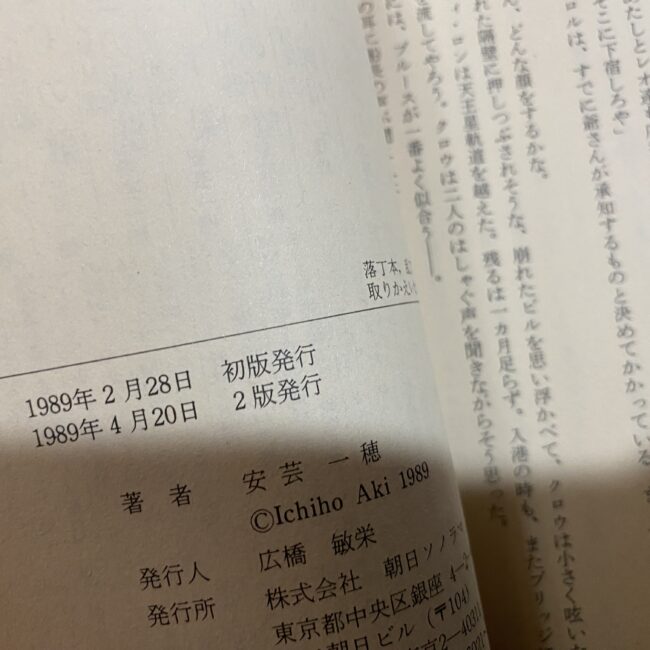 たしとレオ
そこに下宿しろや」
ロルは、すでに爺さんが承知するものと決めてかかっている。
ん、どんな顔をするかな。
れた隔壁に押しつぶされそうな、崩れたビルを思い浮かべて、クロウは小さく呟いた
ィ・ロンは天王星軌道を越えた。残るは一カ月足らず。入港の時も、またブリッジ
を流してやろう。クロウは二人のはしゃぐ声を聞きながらそう思った。
には、ブルースが一番よく似合う――。
落丁本、
取りかえ
1989年2月28日 初版発行
1989年4月20日 2版発行
著者 安芸一穂
©Ichiho Aki 1989
発行人 広橋 敏栄
発行所 株式会社 朝日ソノラマ
東京都中央区銀座 4-2
朝日ビル (〒104)